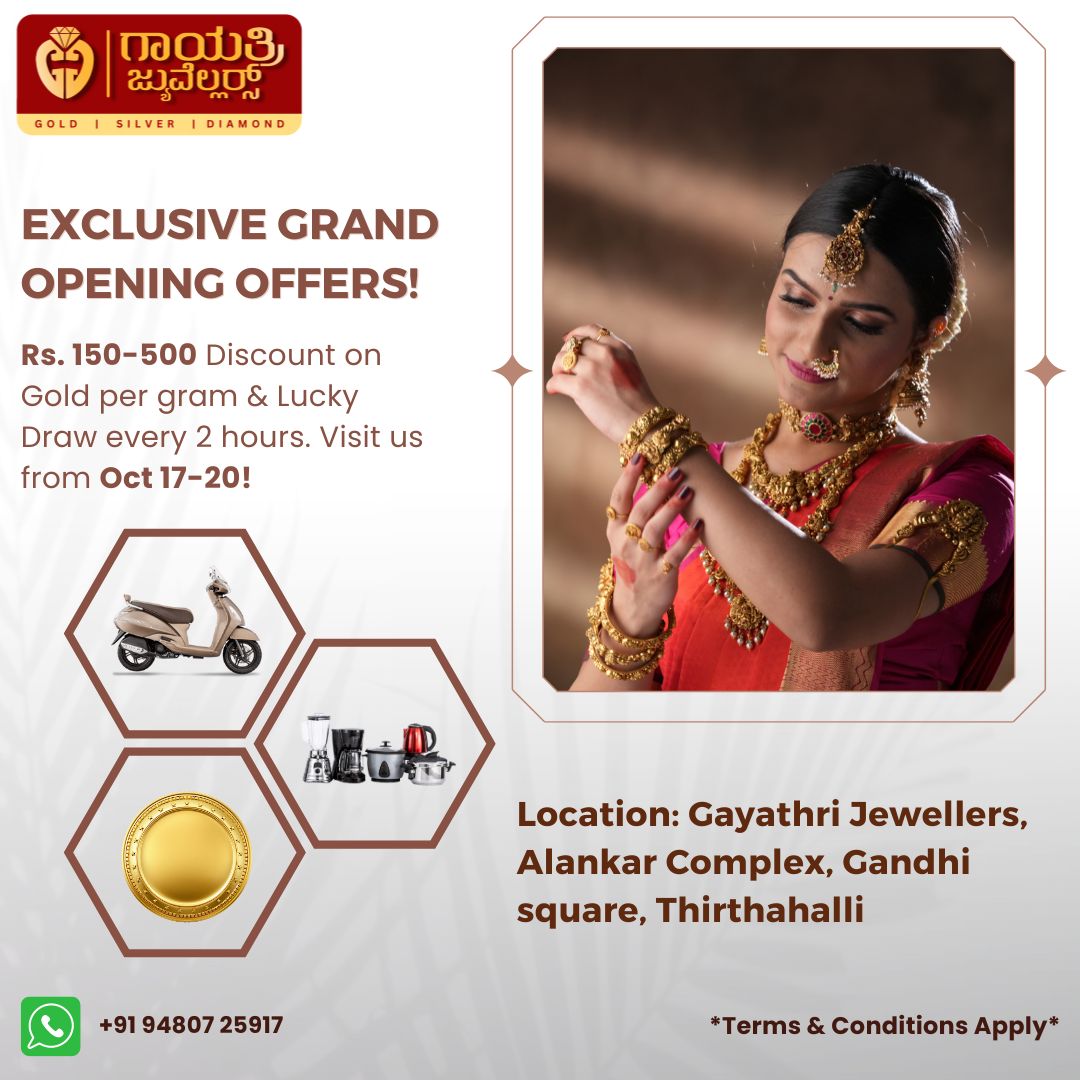 ಗಾಯತ್ರಿ
ಜ್ಯುವೆಲ್ಲರ್ಸ್
GOLD | SILVER | DIAMOND
EXCLUSIVE GRAND
OPENING OFFERS!
Rs. 150-500 Discount on
Gold per gram & Lucky
Draw every 2 hours. Visit us
from Oct 17-20!
Location: Gayathri Jewellers,
Alankar Complex, Gandhi
square, Thirthahalli
+91 94807 25917
*Terms & Conditions Apply*